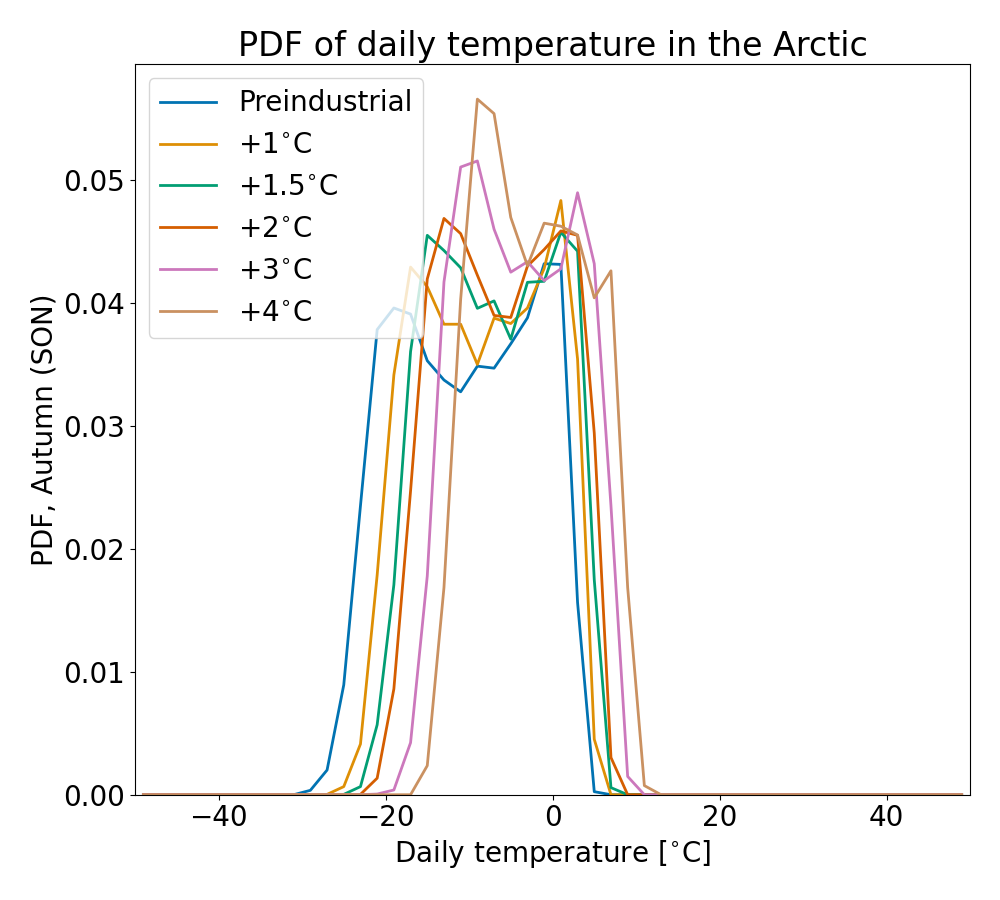 PDF of daily temperature in the Arctic
Preindustrial
+1°C
+1.5°C
+2°C
+3°C
+4°C
PDF, Autumn (SON)
0.05
0.04
0.03
0.02
0.01
0.00
−40
−20
0
20
40
Daily temperature [°C]